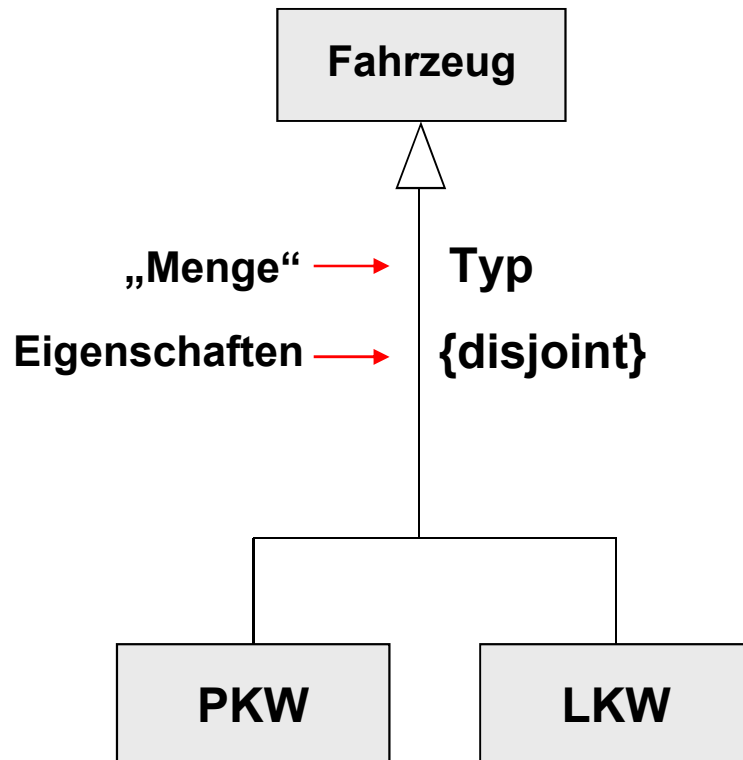 Fahrzeug
„Menge“ Typ
Eigenschaften {disjoint}
PKW LKW